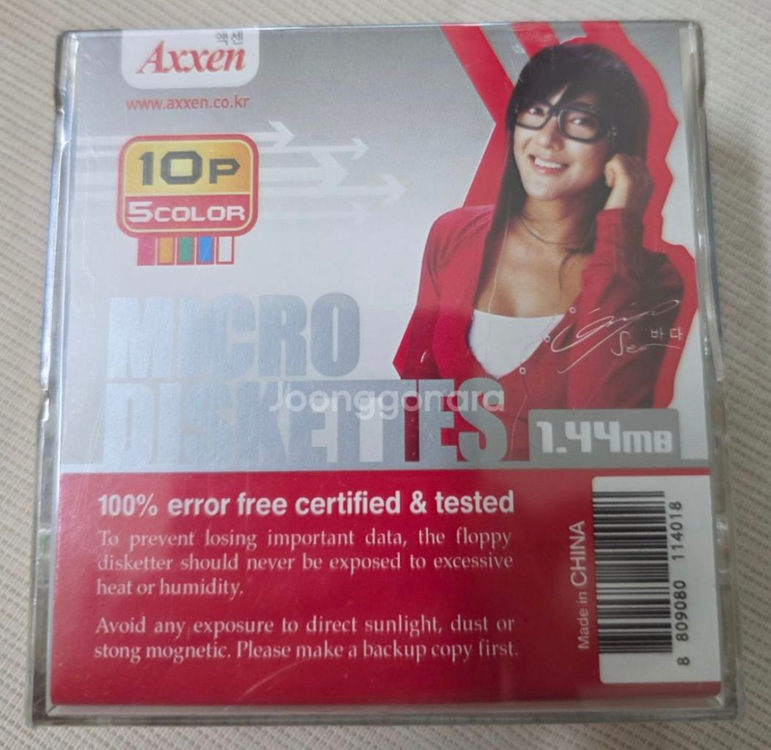 액센
Axxen
www.axxen.co.kr
10P
5COLOR
MICRO
DISKETTES
Joonggonara
바다
See
1.44mB
100% error free certified & tested
To prevent losing important data, the floppy
disketter should never be exposed to excessive
heat or humidity.
Avoid any exposure to direct sunlight, dust or
stong mognetic. Please make a backup copy first.
Made in CHINA
8 809080 114018